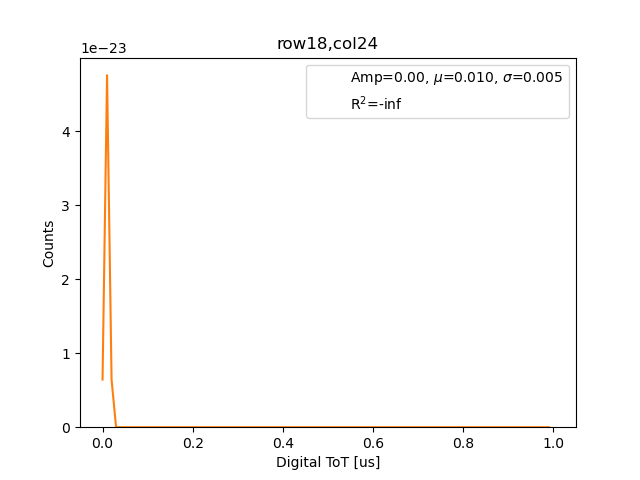 row18,col24
1e−23
Amp=0.00, μ=0.010, σ=0.005
R²=-inf
4
3
2
1
0
Counts
0.0 0.2 0.4 0.6 0.8 1.0
Digital ToT [us]